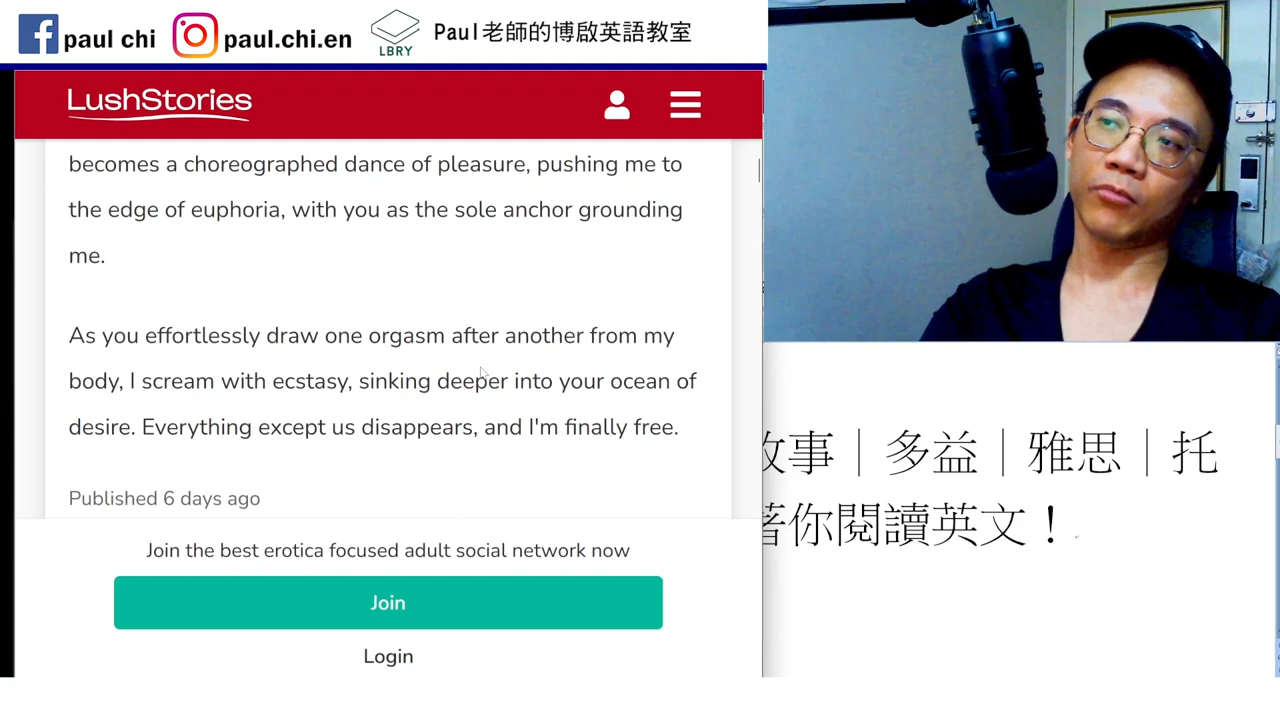 paul chi
paul.chi.en
LBRY
Paul老師的博啟英語教室
LushStories
becomes a choreographed dance of pleasure, pushing me to
the edge of euphoria, with you as the sole anchor grounding
me.
As you effortlessly draw one orgasm after another from my
body, I scream with ecstasy, sinking deeper into your ocean of
desire. Everything except us disappears, and I'm finally free.
Published 6 days ago
Join the best erotica focused adult social network now
Join
Login
故事｜多益｜雅思｜托
著你閱讀英文！